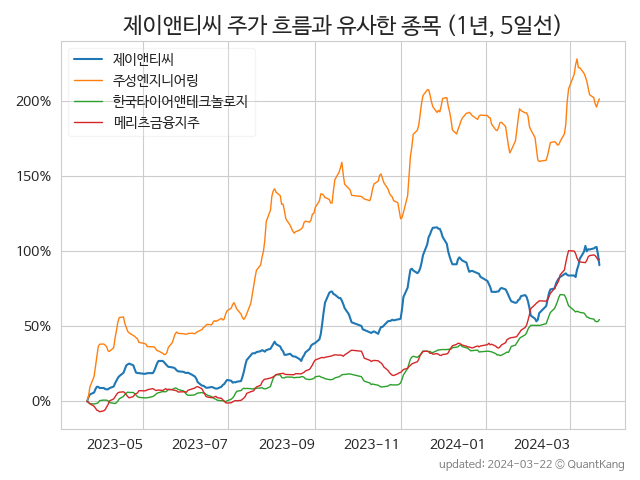 제이앤티씨 주가 흐름과 유사한 종목 (1년, 5일선)
제이앤티씨
주성엔지니어링
한국타이어앤테크놀로지
메리츠금융지주
200%
150%
100%
50%
0%
2023-05 2023-07 2023-09 2023-11 2024-01 2024-03
updated: 2024-03-22 © QuantKang